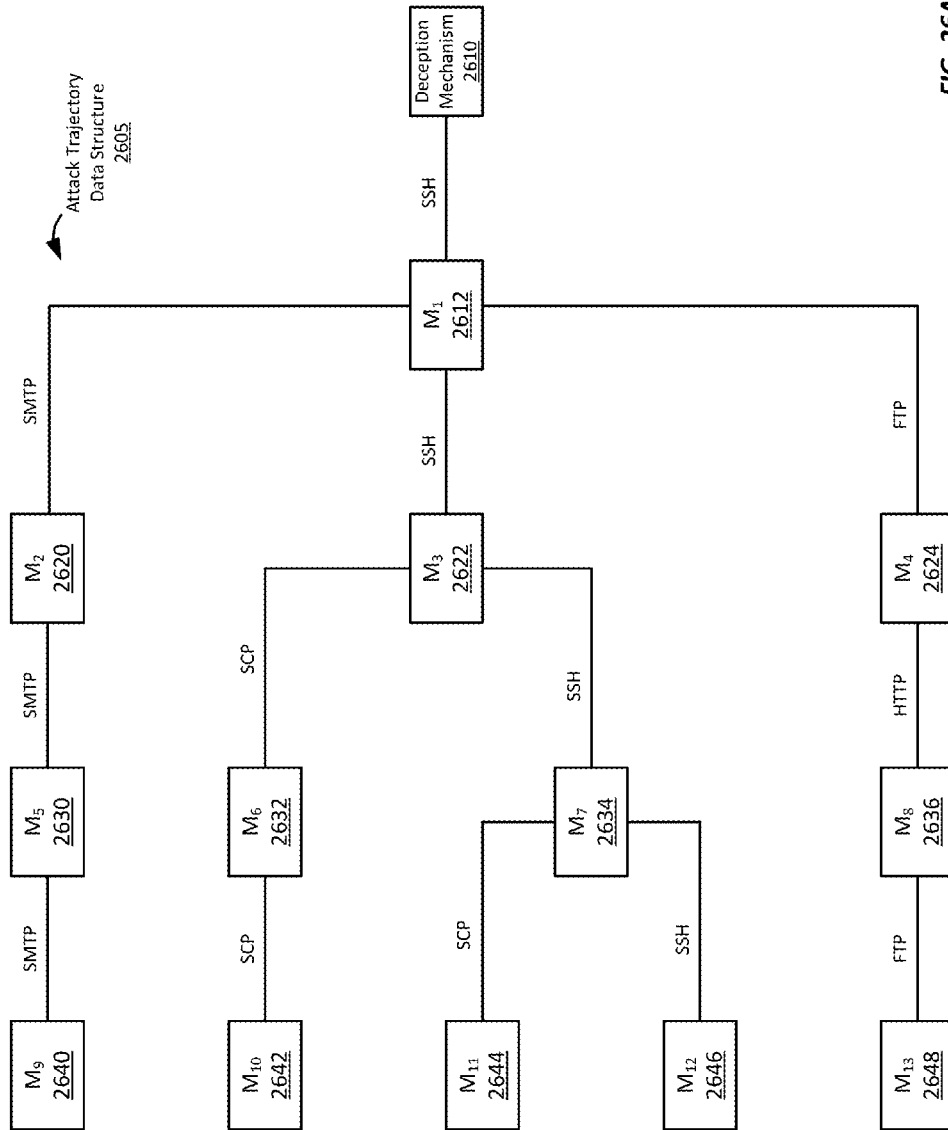 Attack Trajectory
Data Structure
2605
M₉
2640
SMTP
M₅
2630
SMTP
M₂
2620
SMTP
M₁₀
2642
SCP
M₆
2632
SCP
M₁₁
2644
SCP
M₃
2622
SSH
M₁
2612
SSH
Deception
Mechanism
2610
M₇
2634
SSH
M₁₂
2646
SSH
M₁₃
2648
FTP
M₈
2636
HTTP
M₄
2624
FTP
FIG. 26A